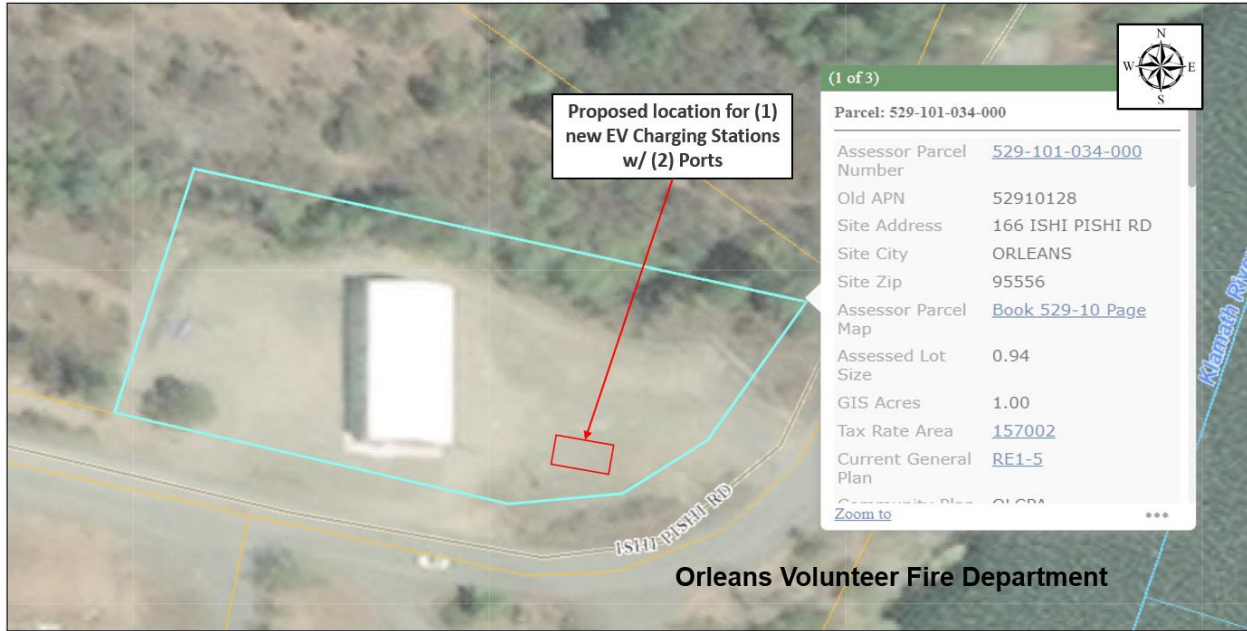 Proposed location for (1)
new EV Charging Stations
w/ (2) Ports
N
W E
S
(1 of 3)
Parcel: 529-101-034-000
Assessor Parcel Number 529-101-034-000
Old APN 52910128
Site Address 166 ISHI PISHI RD
Site City ORLEANS
Site Zip 95556
Assessor Parcel Map Book 529-10 Page
Assessed Lot Size 0.94
GIS Acres 1.00
Tax Rate Area 157002
Current General Plan RE1-5
Zoom to
Klamath River
ISHI PISHI RD
Orleans Volunteer Fire Department